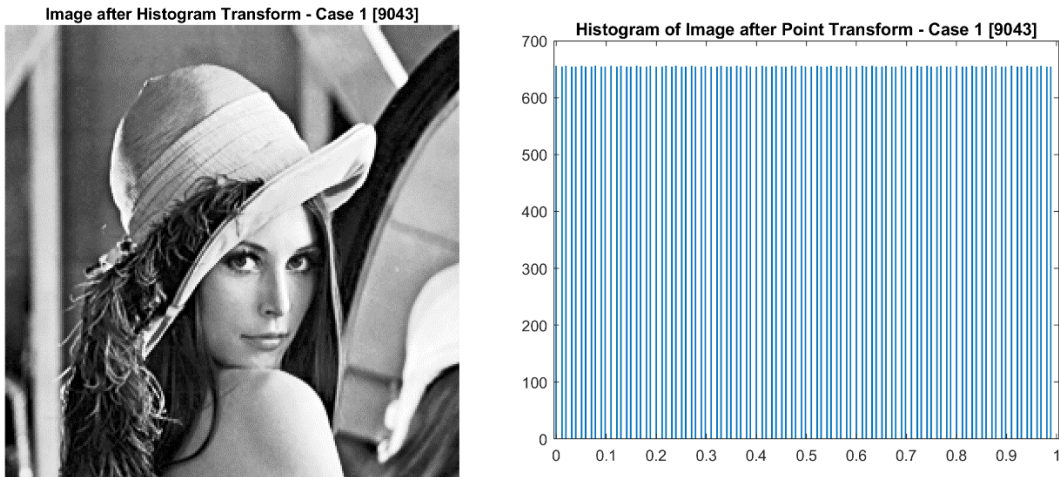 Image after Histogram Transform - Case 1 [9043]
Histogram of Image after Point Transform - Case 1 [9043]
700
600
500
400
300
200
100
0
0 0.1 0.2 0.3 0.4 0.5 0.6 0.7 0.8 0.9 1